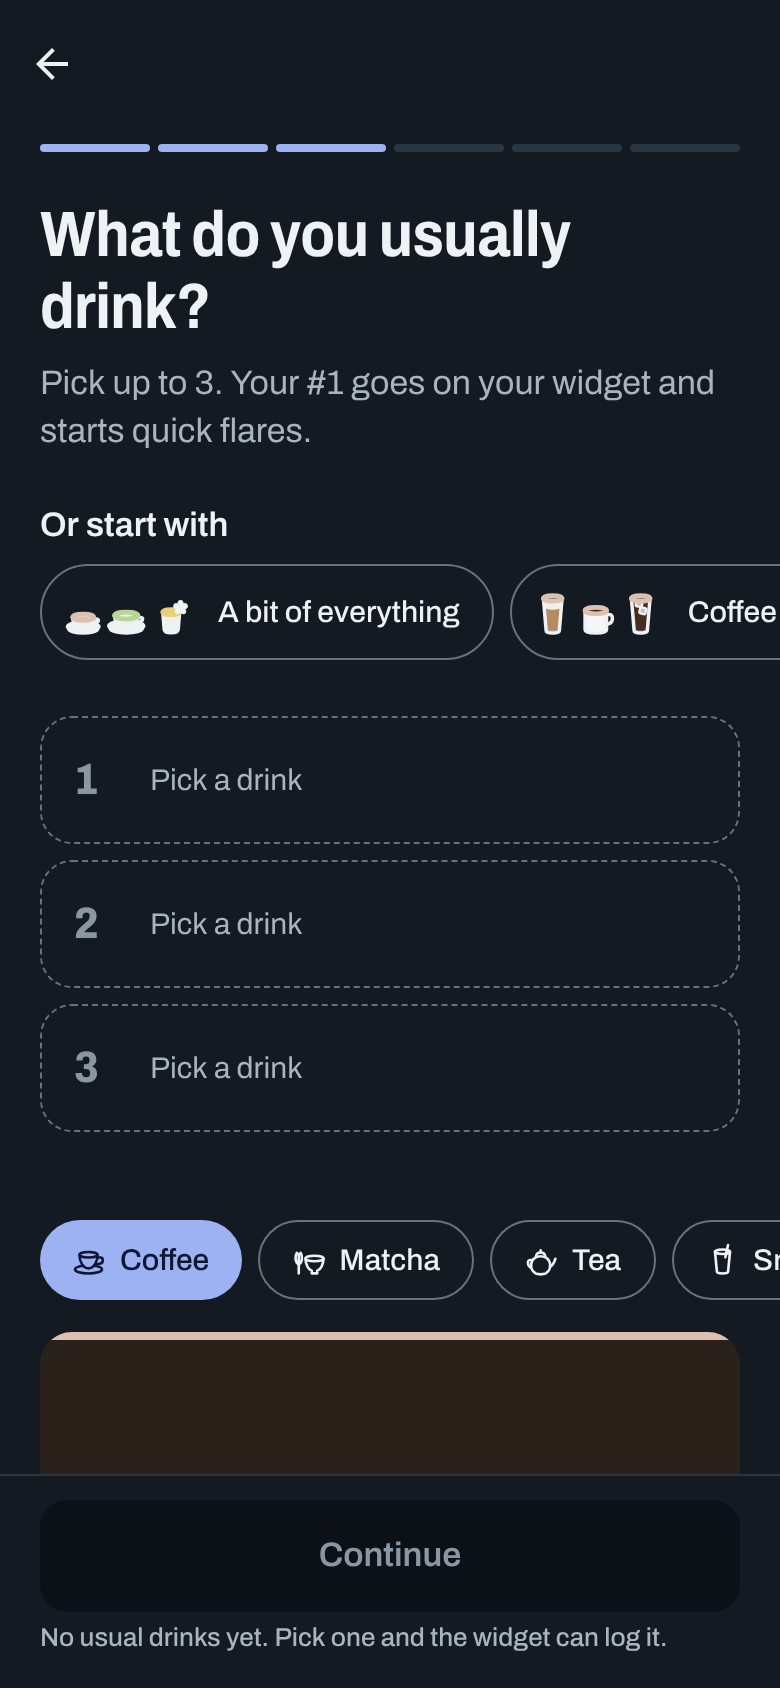 What do you usually
drink?
Pick up to 3. Your #1 goes on your widget and
starts quick flares.
Or start with
A bit of everything
Coffee
1
Pick a drink
2
Pick a drink
3
Pick a drink
Coffee
Matcha
Tea
Continue
No usual drinks yet. Pick one and the widget can log it.